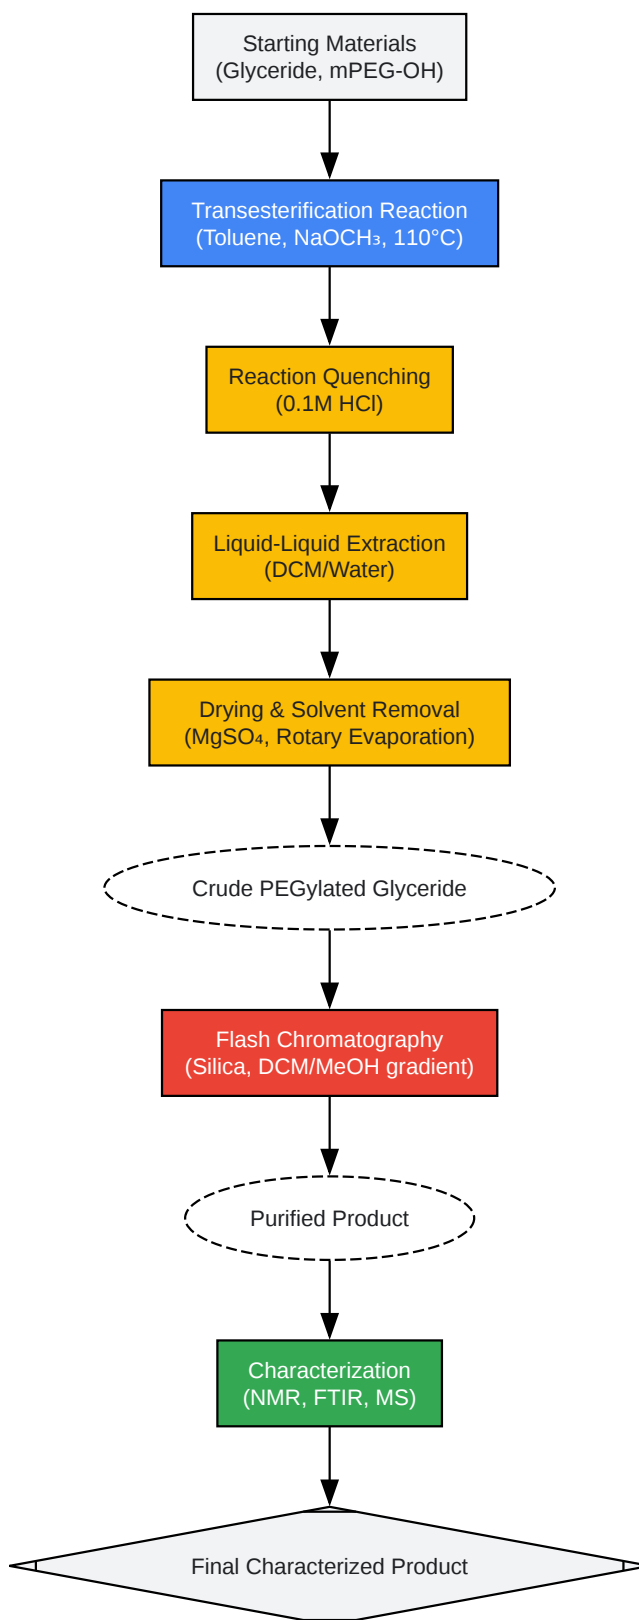 Starting Materials
(Glyceride, mPEG-OH)
Transesterification Reaction
(Toluene, NaOCH₃, 110°C)
Reaction Quenching
(0.1M HCl)
Liquid-Liquid Extraction
(DCM/Water)
Drying & Solvent Removal
(MgSO₄, Rotary Evaporation)
Crude PEGylated Glyceride
Flash Chromatography
(Silica, DCM/MeOH gradient)
Purified Product
Characterization
(NMR, FTIR, MS)
Final Characterized Product